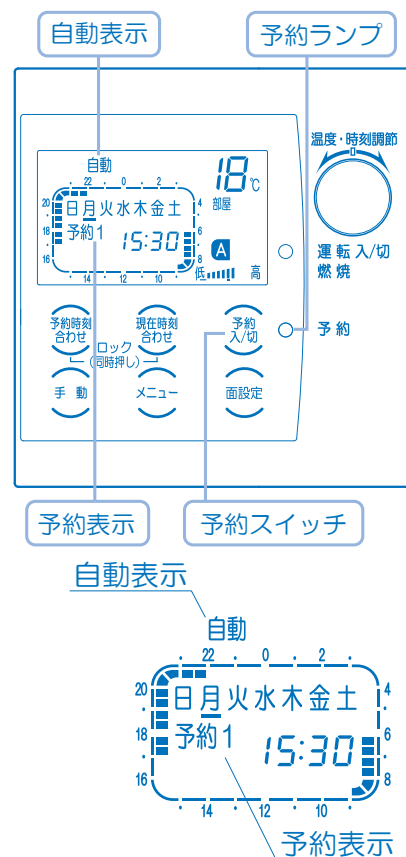 自動表示 予約ランプ
温度・時刻調節
自動
・ 22 ・ 0 ・ 2 ・
18℃
部屋
20 日月火水木金土 4
予約1 15:30
18 6
A
16 8
・ 14 ・ 12 ・ 10 ・
低 高
運転 入/切
燃焼
予約時刻
合わせ
現在時刻
合わせ
予約
入/切
予約
ロック
(同時押し)
手動 メニュー 面設定
予約表示 予約スイッチ
自動表示
自動
・ 22 ・ 0 ・ 2 ・
20 日月火水木金土 4
18 予約1 15:30 6
16 8
・ 14 ・ 12 ・ 10 ・
予約表示